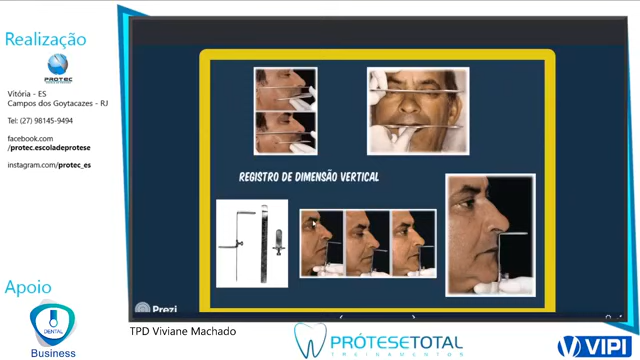 Realização
PROTEC
Vitória - ES
Campos dos Goytacazes - RJ
Tel: (27) 98145-9494
facebook.com
/protec.escoladeprotese
instagram.com/protec_es
Apoio
DENTAL
Business
REGISTRO DE DIMENSÃO VERTICAL
Prezi
TPD Viviane Machado
PRÓTESETOTAL
TREINAMENTOS
VIPI